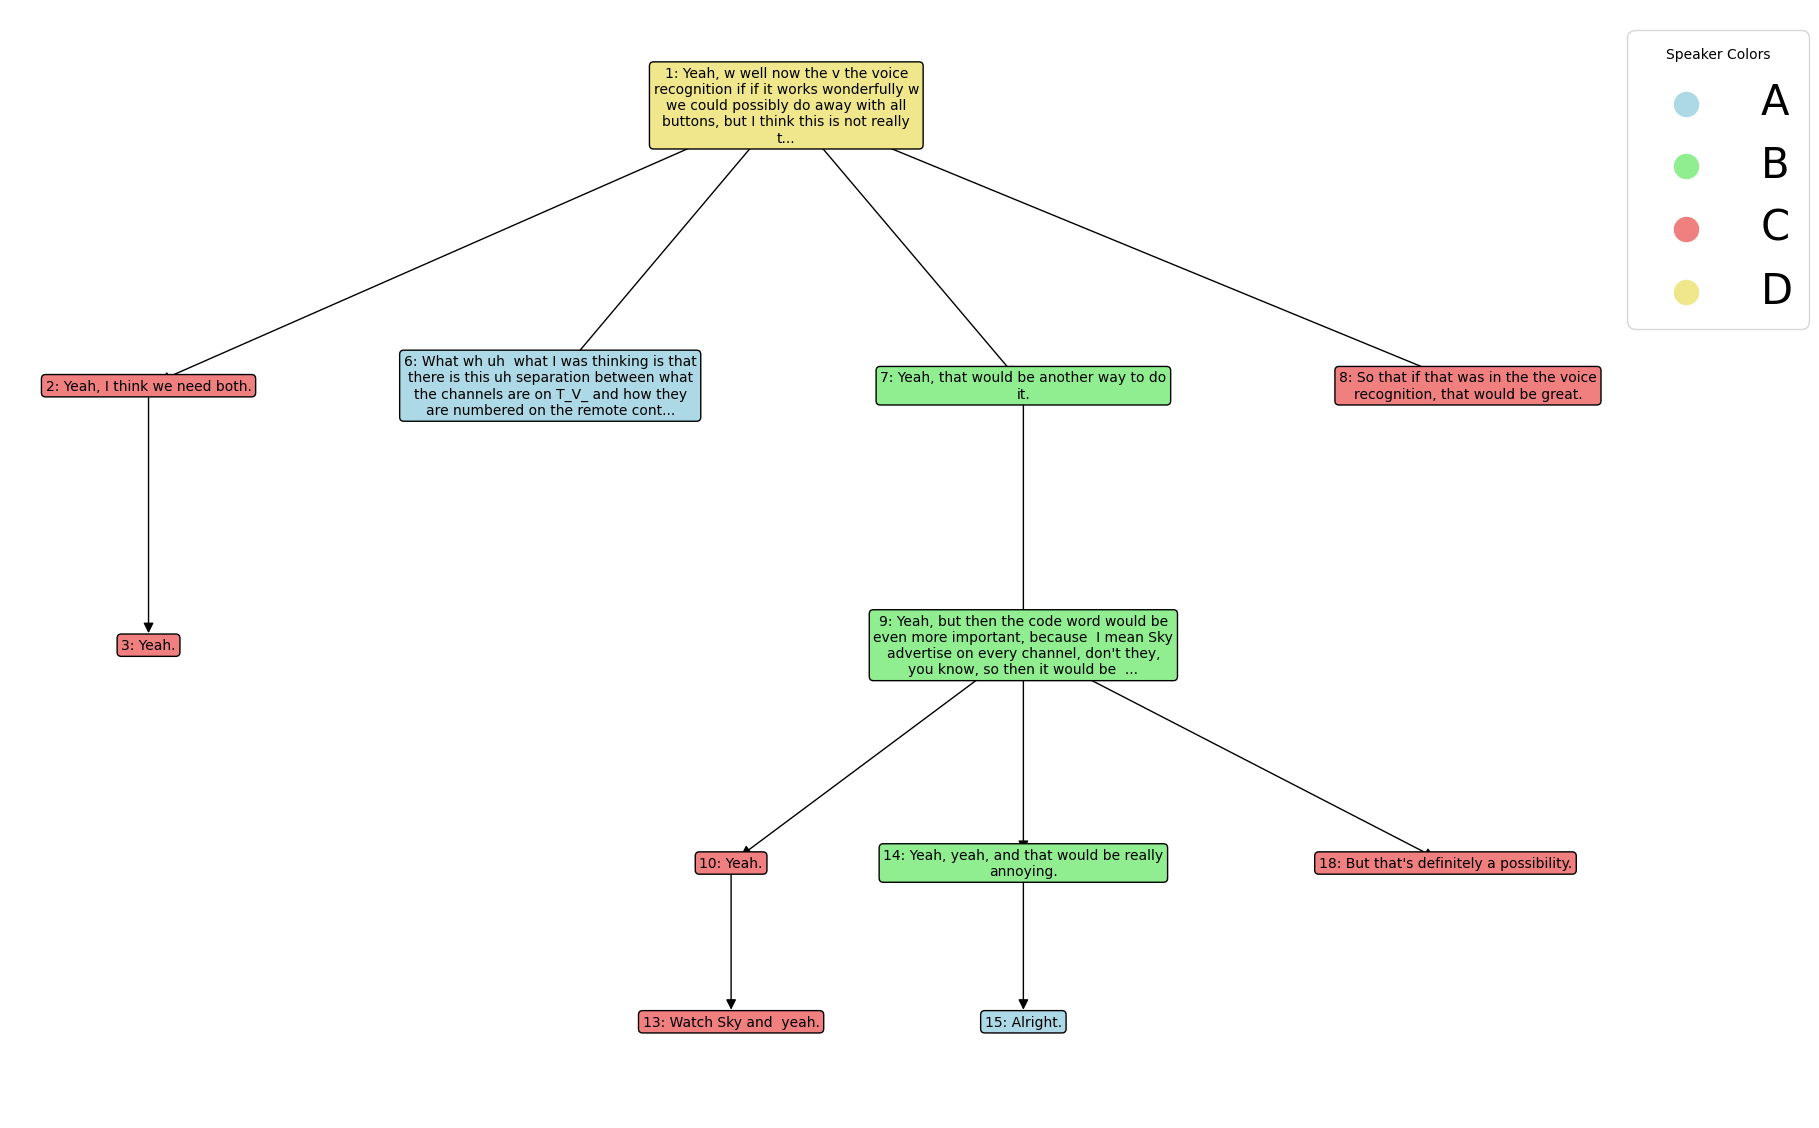 Speaker Colors
A
B
C
D
1: Yeah, w well now the v the voice
recognition if if it works wonderfully w
we could possibly do away with all
buttons, but I think this is not really
t...
2: Yeah, I think we need both.
6: What wh uh  what I was thinking is that
there is this uh separation between what
the channels are on T_V_ and how they
are numbered on the remote cont...
7: Yeah, that would be another way to do
it.
8: So that if that was in the the voice
recognition, that would be great.
3: Yeah.
9: Yeah, but then the code word would be
even more important, because  I mean Sky
advertise on every channel, don't they,
you know, so then it would be  ...
10: Yeah.
14: Yeah, yeah, and that would be really
annoying.
18: But that's definitely a possibility.
13: Watch Sky and  yeah.
15: Alright.